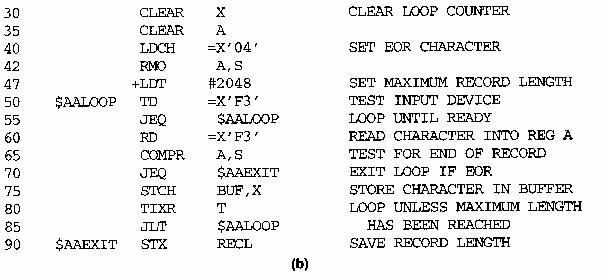 30 CLEAR X CLEAR LOOP COUNTER
35 CLEAR A
40 LDCH =X'04' SET EOR CHARACTER
42 RMO A,S
47 +LDT #2048 SET MAXIMUM RECORD LENGTH
50 $AALOOP TD =X'F3' TEST INPUT DEVICE
55 JEQ $AALOOP LOOP UNTIL READY
60 RD =X'F3' READ CHARACTER INTO REG A
65 COMPR A,S TEST FOR END OF RECORD
70 JEQ $AAEXIT EXIT LOOP IF EOR
75 STCH BUF,X STORE CHARACTER IN BUFFER
80 TIXR T LOOP UNLESS MAXIMUM LENGTH
85 JLT $AALOOP HAS BEEN REACHED
90 $AAEXIT STX RECL SAVE RECORD LENGTH
(b)